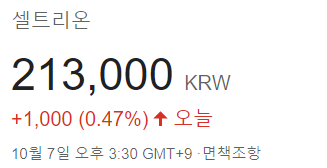 셀트리온
213,000 KRW
+1,000 (0.47%)↑ 오늘
10월 7일 오후 3:30 GMT+9 ·면책조항